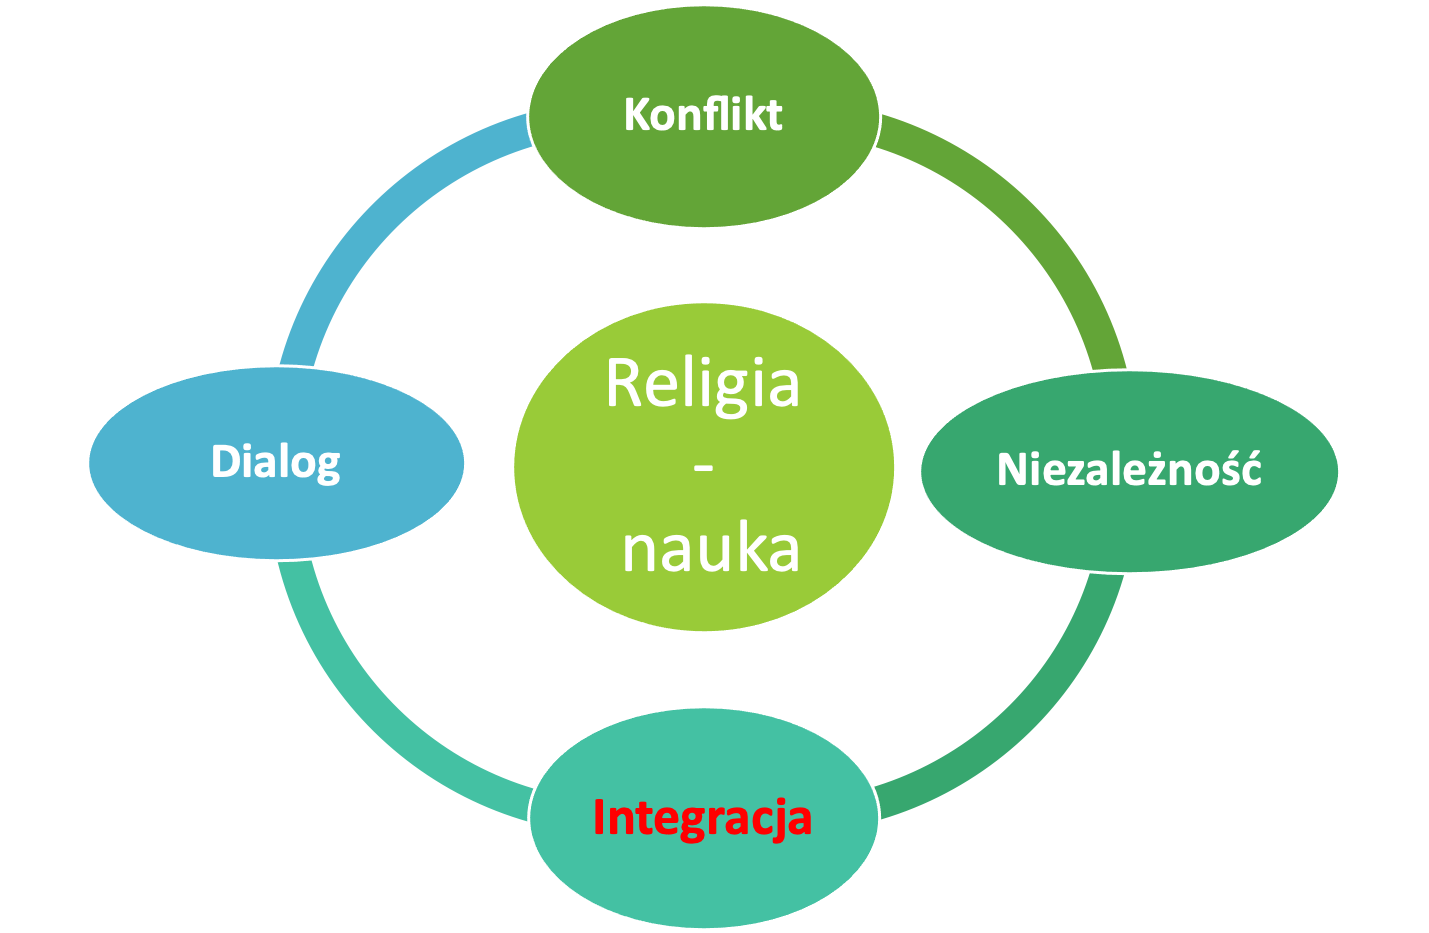 Konflikt
Religia
-
nauka
Dialog
Niezależność
Integracja